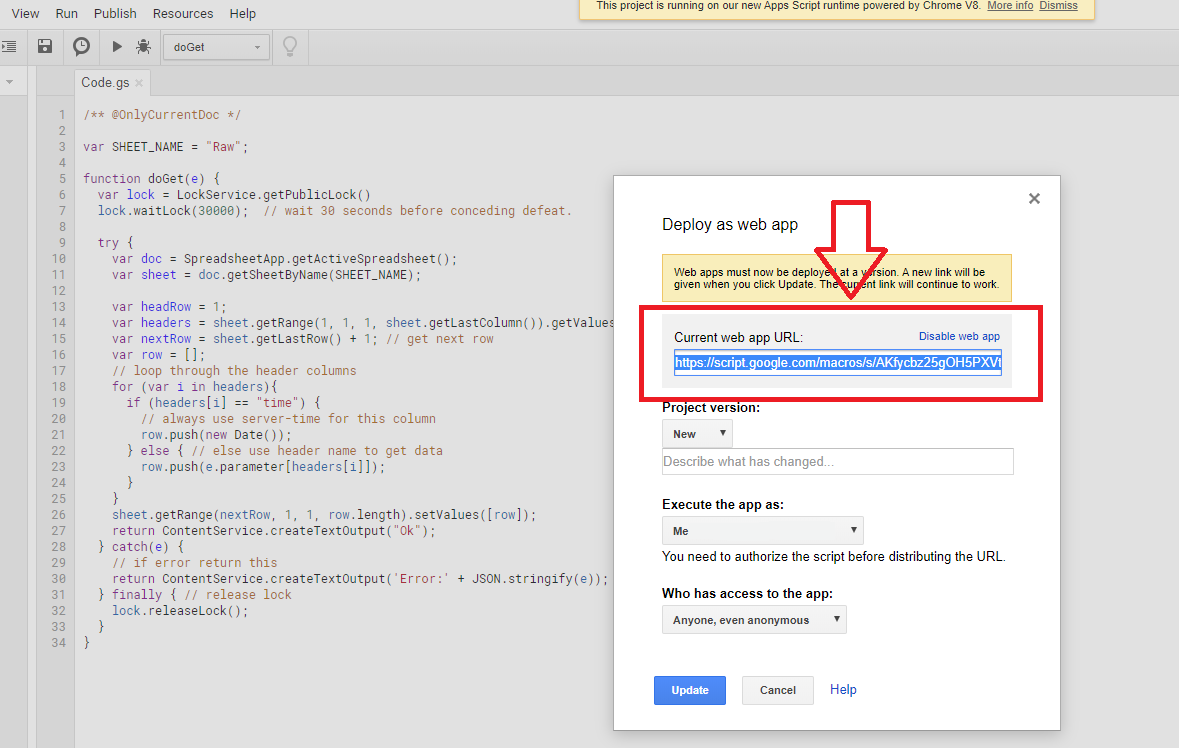 This project is running on our new Apps Script runtime powered by Chrome V8. More info Dismiss
View Run Publish Resources Help
doGet
Code.gs
1 /** @OnlyCurrentDoc */
2
3 var SHEET_NAME = "Raw";
4
5 function doGet(e) {
6 var lock = LockService.getPublicLock()
7 lock.waitLock(30000); // wait 30 seconds before conceding defeat.
8
9 try {
10 var doc = SpreadsheetApp.getActiveSpreadsheet();
11 var sheet = doc.getSheetByName(SHEET_NAME);
12
13 var headRow = 1;
14 var headers = sheet.getRange(1, 1, 1, sheet.getLastColumn()).getValues
15 var nextRow = sheet.getLastRow() + 1; // get next row
16 var row = [];
17 // loop through the header columns
18 for (var i in headers){
19 if (headers[i] == "time") {
20 // always use server-time for this column
21 row.push(new Date());
22 } else { // else use header name to get data
23 row.push(e.parameter[headers[i]]);
24 }
25 }
26 sheet.getRange(nextRow, 1, 1, row.length).setValues([row]);
27 return ContentService.createTextOutput("Ok");
28 } catch(e) {
29 // if error return this
30 return ContentService.createTextOutput('Error:' + JSON.stringify(e));
31 } finally { // release lock
32 lock.releaseLock();
33 }
34 }
Deploy as web app
Web apps must now be deployed at a version. A new link will be
given when you click Update. The current link will continue to work.
Current web app URL: Disable web app
https://script.google.com/macros/s/AKfycbz25gOH5PXVt
Project version:
New
Describe what has changed...
Execute the app as:
Me
You need to authorize the script before distributing the URL.
Who has access to the app:
Anyone, even anonymous
Update Cancel Help